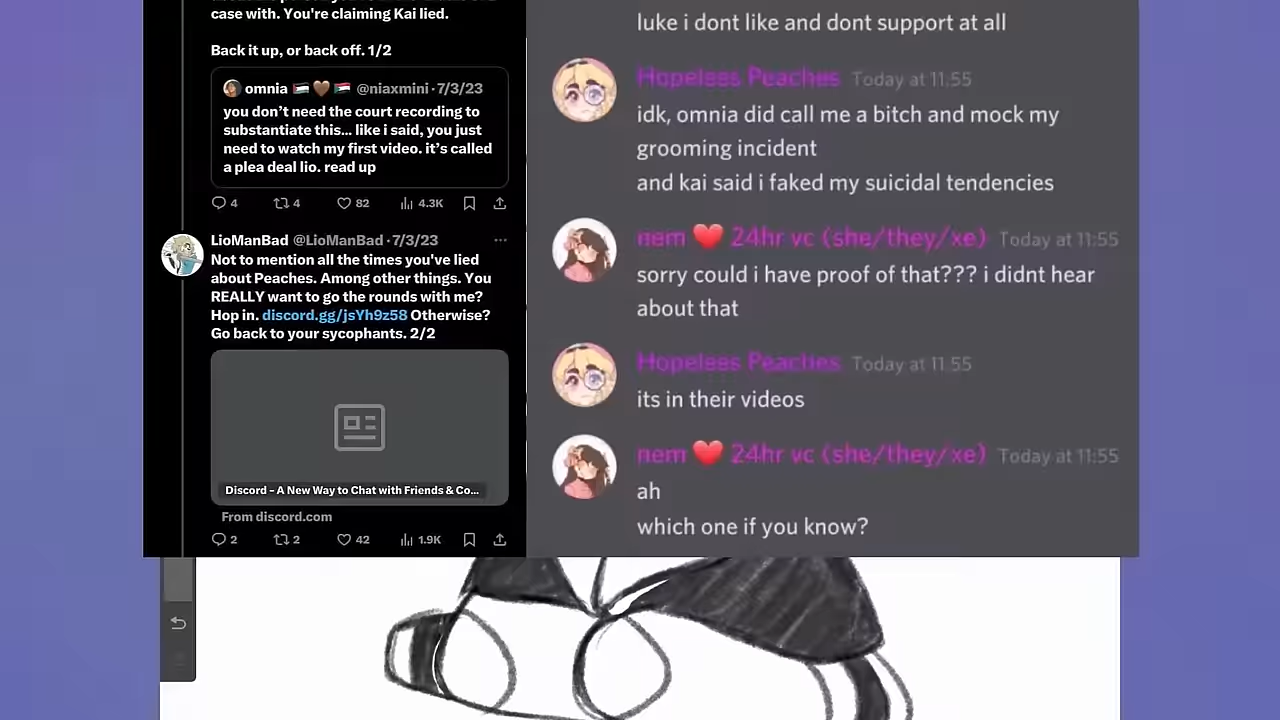 case with. You're claiming Kai lied.
Back it up, or back off. 1/2
omnia @niaxmini · 7/3/23
you don't need the court recording to
substantiate this... like i said, you just
need to watch my first video. it's called
a plea deal lio. read up
4 4 82 4.3K
LioManBad @LioManBad · 7/3/23
Not to mention all the times you've lied
about Peaches. Among other things. You
REALLY want to go the rounds with me?
Hop in. discord.gg/jsYh9z58 Otherwise?
Go back to your sycophants. 2/2
Discord - A New Way to Chat with Friends & Co...
From discord.com
2 2 42 1.9K
luke i dont like and dont support at all
Hopeless Peaches Today at 11:55
idk, omnia did call me a bitch and mock my
grooming incident
and kai said i faked my suicidal tendencies
nem ❤️ 24hr vc (she/they/xe) Today at 11:55
sorry could i have proof of that??? i didnt hear
about that
Hopeless Peaches Today at 11:55
its in their videos
nem ❤️ 24hr vc (she/they/xe) Today at 11:55
ah
which one if you know?